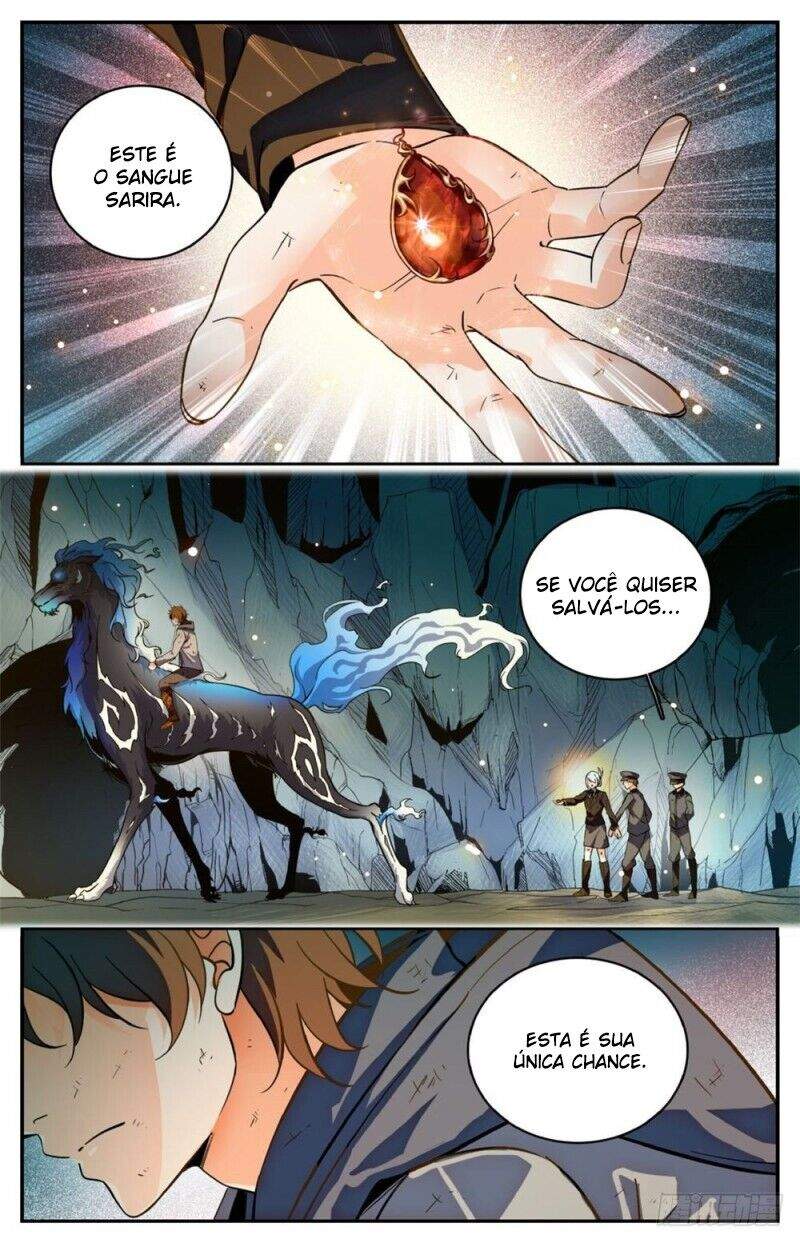 ESTE É
O SANGUE
SARIRA.
SE VOCÊ QUISER
SALVÁ-LOS...
ESTA É SUA
ÚNICA CHANCE.